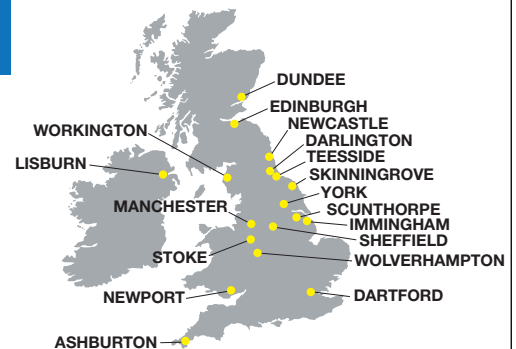 DUNDEE
EDINBURGH
NEWCASTLE
WORKINGTON
DARLINGTON
TEESSIDE
LISBURN
SKINNINGROVE
YORK
MANCHESTER
SCUNTHORPE
IMMINGHAM
SHEFFIELD
STOKE
WOLVERHAMPTON
NEWPORT
DARTFORD
ASHBURTON